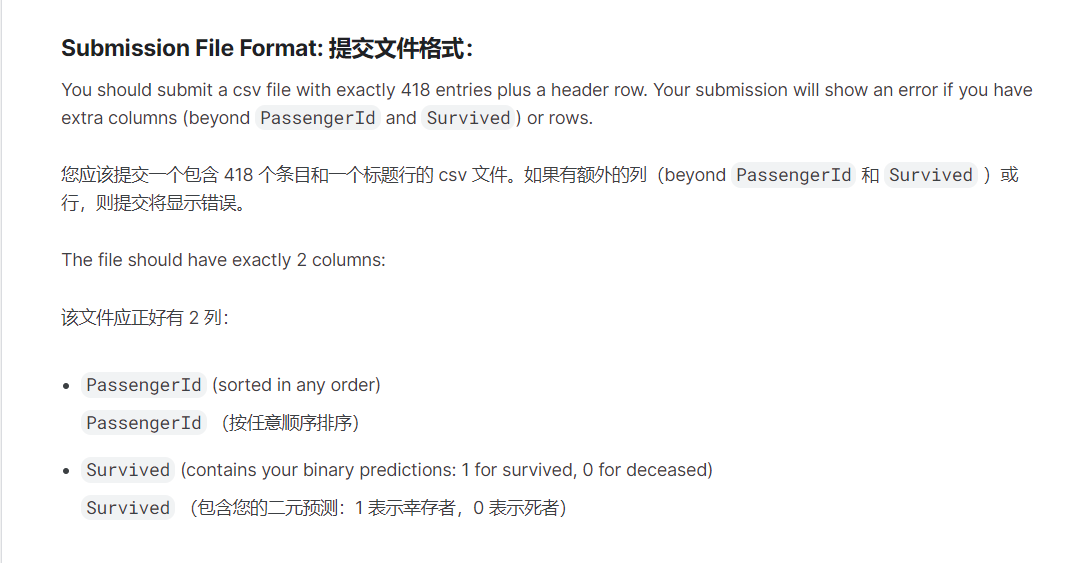 Submission File Format: 提交文件格式：
You should submit a csv file with exactly 418 entries plus a header row. Your submission will show an error if you have
extra columns (beyond PassengerId and Survived) or rows.
您应该提交一个包含 418 个条目和一个标题行的 csv 文件。如果有额外的列（beyond PassengerId 和 Survived ）或
行，则提交将显示错误。
The file should have exactly 2 columns:
该文件应正好有 2 列：
• PassengerId (sorted in any order)
PassengerId （按任意顺序排序）
• Survived (contains your binary predictions: 1 for survived, 0 for deceased)
Survived （包含您的二元预测：1 表示幸存者，0 表示死者）